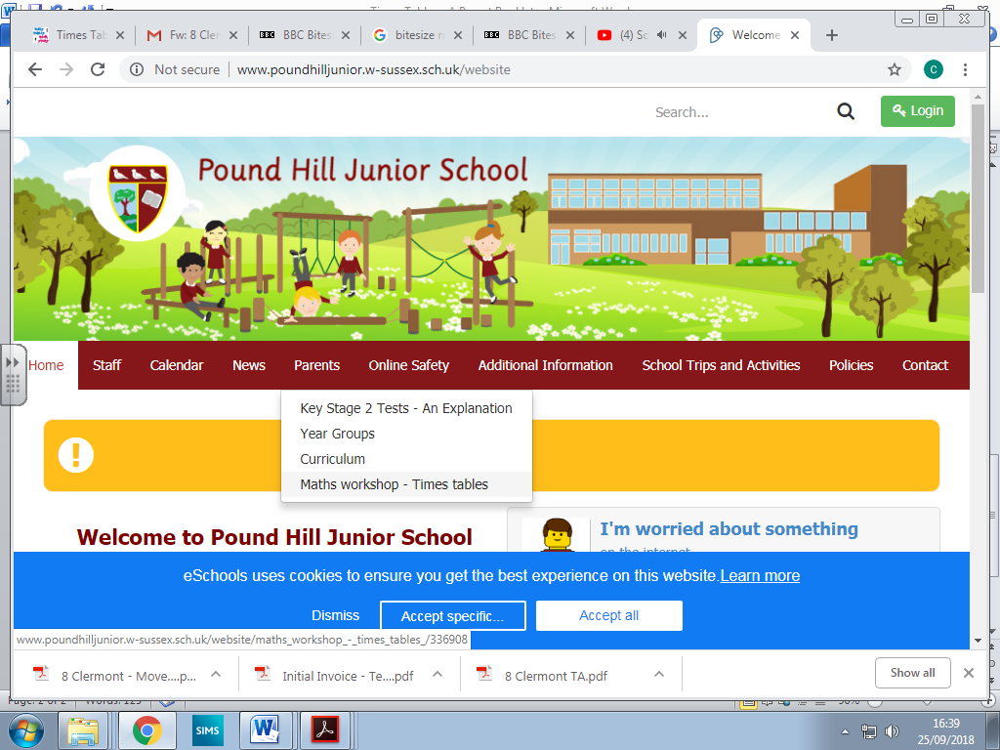 Times Tab
Fw: 8 Cler
BBC Bites
bitesize ro
BBC Bites
(4) Sc
Welcome
Not secure
www.poundhilljunior.w-sussex.sch.uk/website
C
Search...
Login
Pound Hill Junior School
Home
Staff
Calendar
News
Parents
Online Safety
Additional Information
School Trips and Activities
Policies
Contact
Key Stage 2 Tests - An Explanation
Year Groups
Curriculum
Maths workshop - Times tables
Welcome to Pound Hill Junior School
I'm worried about something
on the internet
eSchools uses cookies to ensure you get the best experience on this website.Learn more
Dismiss
Accept specific...
Accept all
www.poundhilljunior.w-sussex.sch.uk/website/maths_workshop_-_times_tables_/336908
8 Clermont - Move....p...
Initial Invoice - Te....pdf
8 Clermont TA.pdf
Show all
SIMS
16:39
25/09/2018